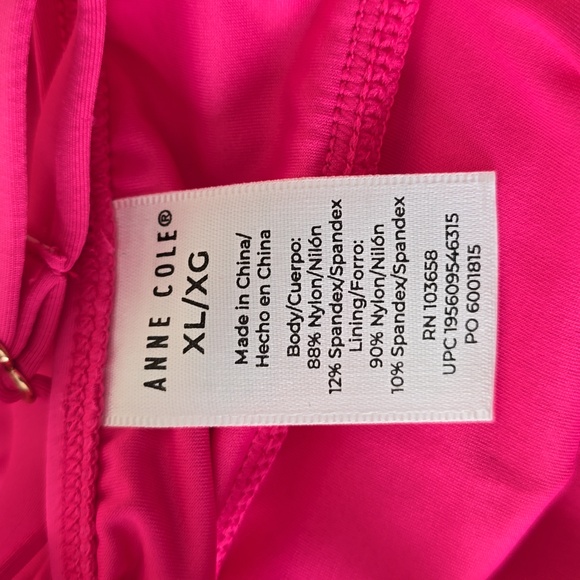 ANNE COLE®
XL/XG
Made in China/
Hecho en China
Body/Cuerpo:
88% Nylon/Nilón
12% Spandex/Spandex
Lining/Forro:
90% Nylon/Nilón
10% Spandex/Spandex
RN 103658
UPC 195609546315
PO 6001815